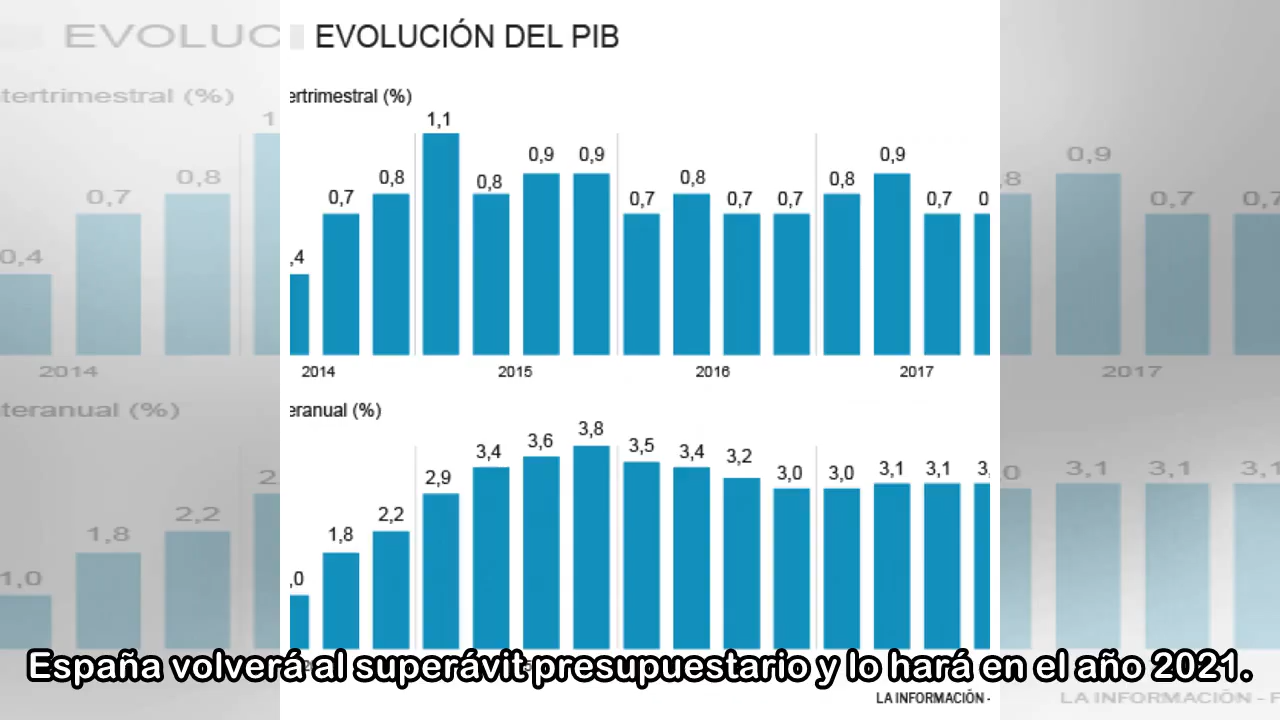 EVOLUCIÓN DEL PIB
ertrimestral (%)
,4 0,7 0,8 1,1 0,8 0,9 0,9 0,7 0,8 0,7 0,7 0,8 0,9 0,7 0
2014 2015 2016 2017
eranual (%)
,0 1,8 2,2 2,9 3,4 3,6 3,8 3,5 3,4 3,2 3,0 3,0 3,1 3,1 3,
España volverá al superávit presupuestario y lo hará en el año 2021.
LA INFORMACIÓN -